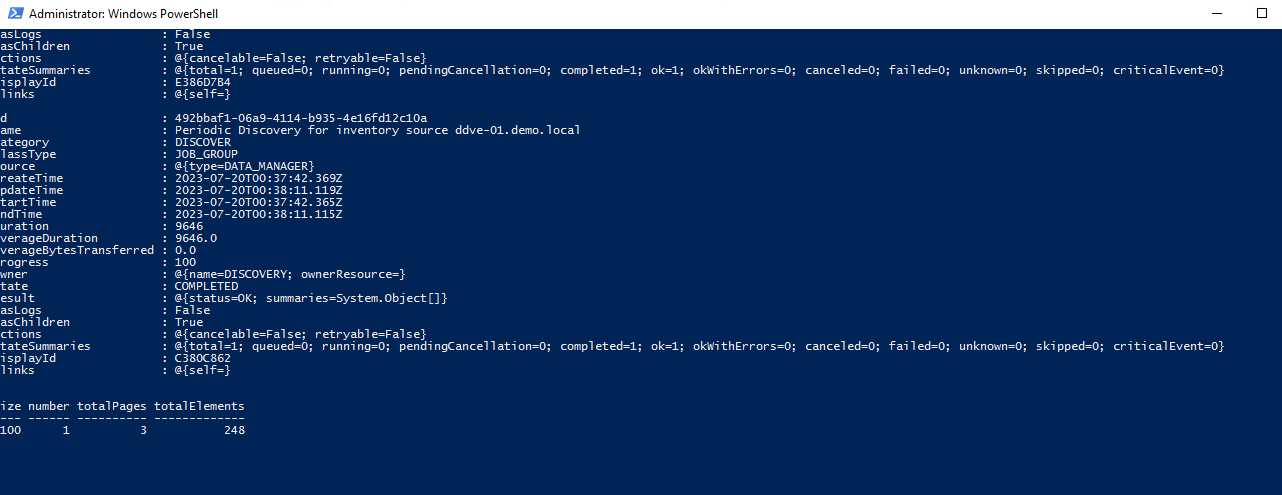 Administrator: Windows PowerShell
asLogs : False
asChildren : True
ctions : @{cancelable=False; retryable=False}
tateSummaries : @{total=1; queued=0; running=0; pendingCancellation=0; completed=1; ok=1; okWithErrors=0; canceled=0; failed=0; unknown=0; skipped=0; criticalEvent=0}
isplayId : E386D7B4
links : @{self=}
d : 492bbaf1-06a9-4114-b935-4e16fd12c10a
ame : Periodic Discovery for inventory source ddve-01.demo.local
ategory : DISCOVER
lassType : JOB_GROUP
ource : @{type=DATA_MANAGER}
reateTime : 2023-07-20T00:37:42.369Z
pdateTime : 2023-07-20T00:38:11.119Z
tartTime : 2023-07-20T00:37:42.365Z
ndTime : 2023-07-20T00:38:11.115Z
uration : 9646
verageDuration : 9646.0
verageBytesTransferred : 0.0
rogress : 100
wner : @{name=DISCOVERY; ownerResource=}
tate : COMPLETED
esult : @{status=OK; summaries=System.Object[]}
asLogs : False
asChildren : True
ctions : @{cancelable=False; retryable=False}
tateSummaries : @{total=1; queued=0; running=0; pendingCancellation=0; completed=1; ok=1; okWithErrors=0; canceled=0; failed=0; unknown=0; skipped=0; criticalEvent=0}
isplayId : C380C862
links : @{self=}
ize number totalPages totalElements
--- ------ ---------- -------------
100 1 3 248